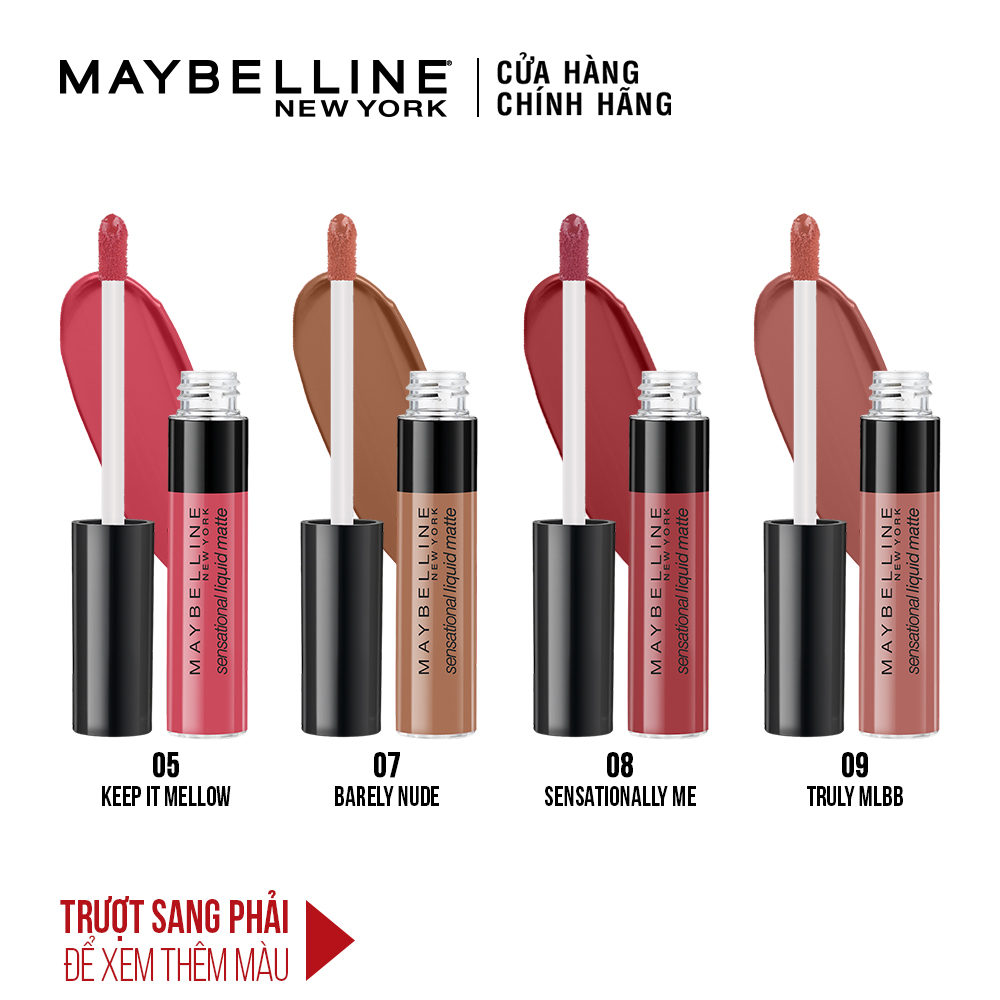 MAYBELLINE®
NEW YORK
CỬA HÀNG
CHÍNH HÃNG
MAYBELLINE
NEW YORK
sensational liquid matte
MAYBELLINE
NEW YORK
sensational liquid matte
MAYBELLINE
NEW YORK
sensational liquid matte
MAYBELLINE
NEW YORK
sensational liquid matte
05
KEEP IT MELLOW
07
BARELY NUDE
08
SENSATIONALLY ME
09
TRULY MLBB
TRƯỢT SANG PHẢI
ĐỂ XEM THÊM MÀU